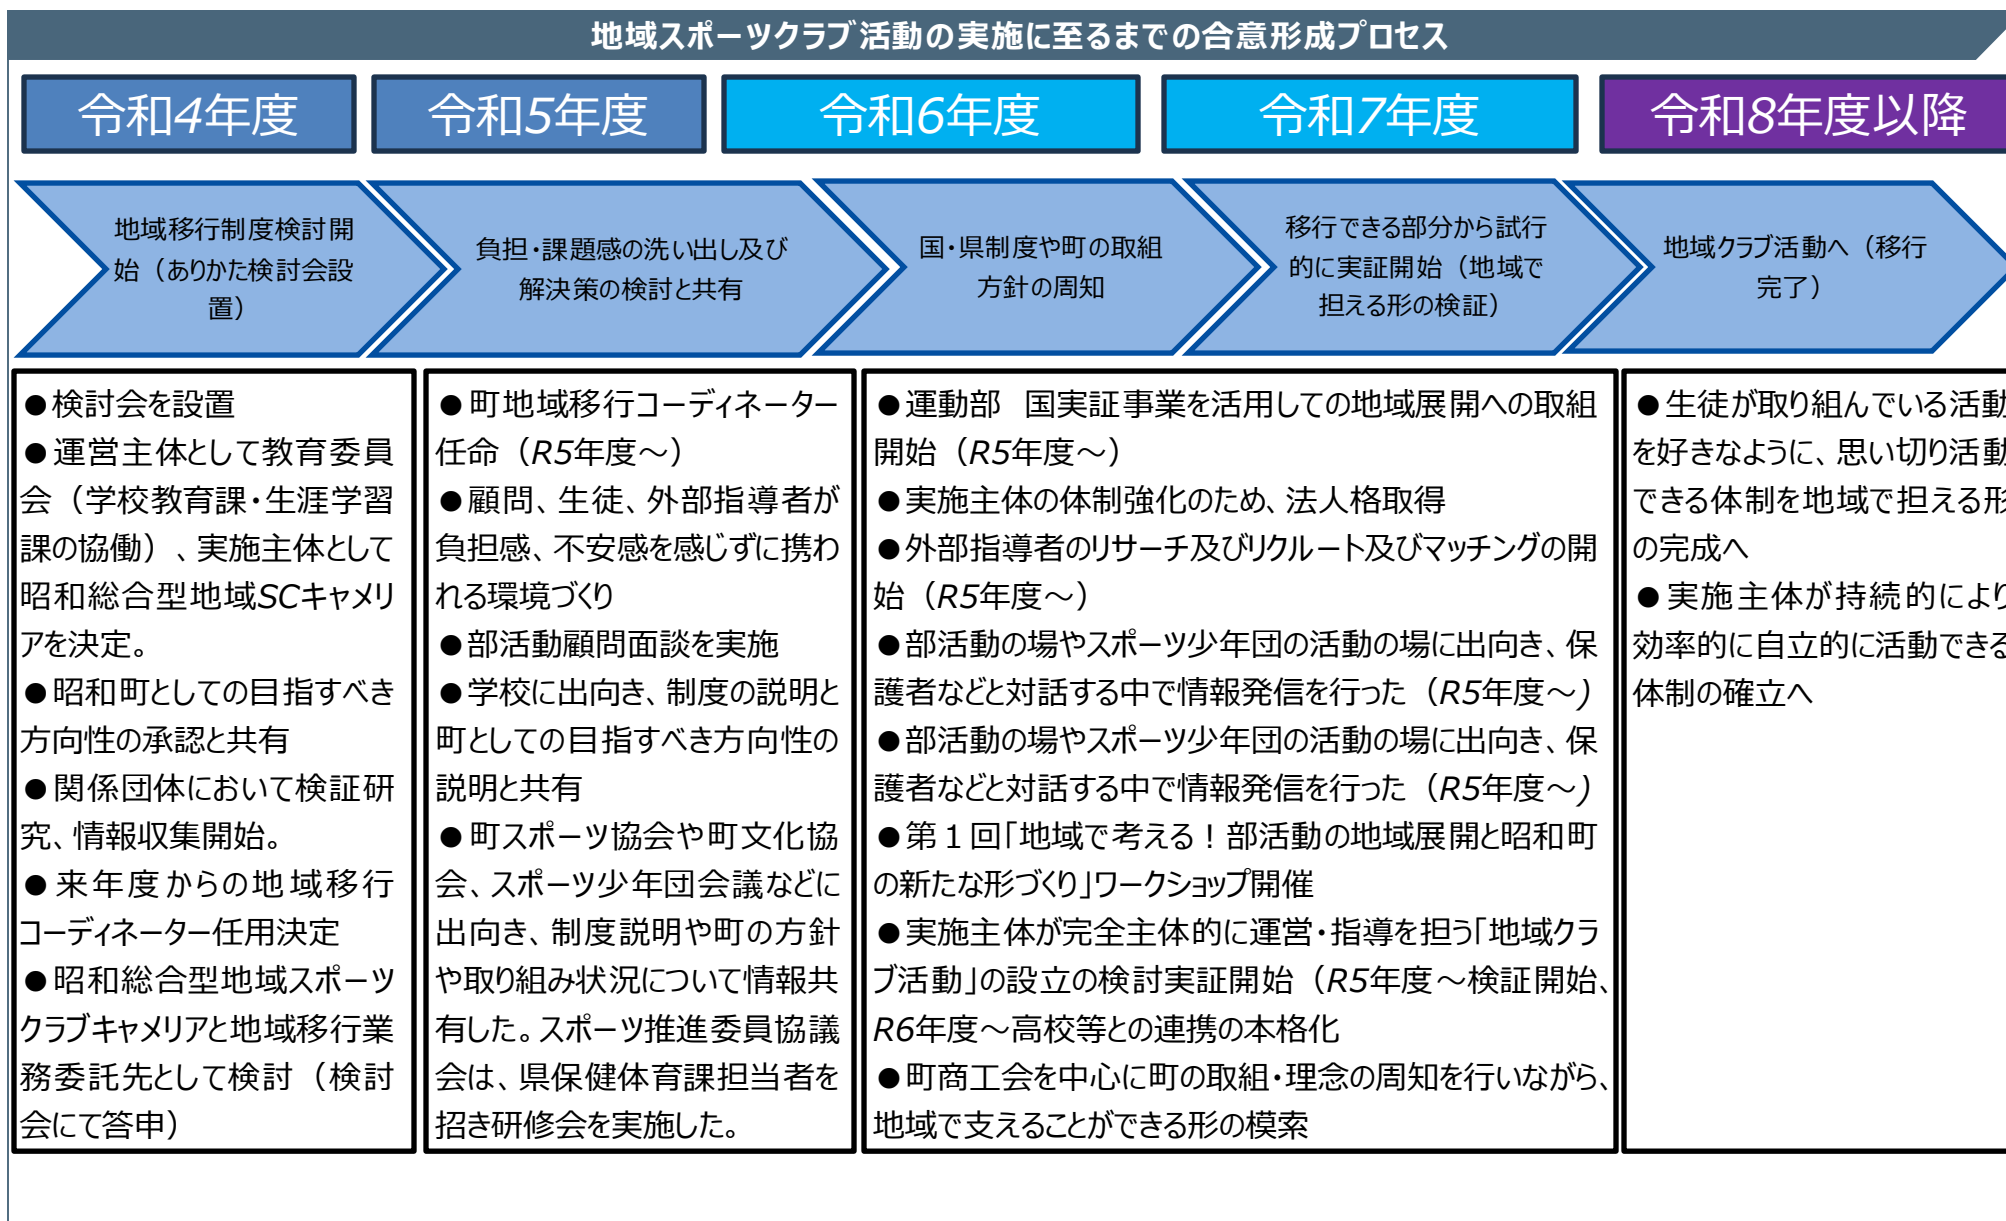 地域スポーツクラブ活動の実施に至るまでの合意形成プロセス
令和4年度
令和5年度
令和6年度
令和7年度
令和8年度以降
地域移行制度検討開
始（ありかた検討会設
置）
負担・課題感の洗い出し及び
解決策の検討と共有
国・県制度や町の取組
方針の周知
移行できる部分から試行
的に実証開始（地域で
担える形の検証）
地域クラブ活動へ（移行
完了）
●検討会を設置
●運営主体として教育委員
会（学校教育課・生涯学習
課の協働）、実施主体として
昭和総合型地域SCキャメリ
アを決定。
●昭和町としての目指すべき
方向性の承認と共有
●関係団体において検証研
究、情報収集開始。
●来年度からの地域移行
コーディネーター任用決定
●昭和総合型地域スポーツ
クラブキャメリアと地域移行業
務委託先として検討（検討
会にて答申）
●町地域移行コーディネーター
任命（R5年度～）
●顧問、生徒、外部指導者が
負担感、不安感を感じずに携わ
れる環境づくり
●部活動顧問面談を実施
●学校に出向き、制度の説明と
町としての目指すべき方向性の
説明と共有
●町スポーツ協会や町文化協
会、スポーツ少年団会議などに
出向き、制度説明や町の方針
や取り組み状況について情報共
有した。スポーツ推進委員協議
会は、県保健体育課担当者を
招き研修会を実施した。
●運動部　国実証事業を活用しての地域展開への取組
開始（R5年度～）
●実施主体の体制強化のため、法人格取得
●外部指導者のリサーチ及びリクルート及びマッチングの開
始（R5年度～）
●部活動の場やスポーツ少年団の活動の場に出向き、保
護者などと対話する中で情報発信を行った（R5年度～)
●部活動の場やスポーツ少年団の活動の場に出向き、保
護者などと対話する中で情報発信を行った（R5年度～)
●第１回「地域で考える！部活動の地域展開と昭和町
の新たな形づくり」ワークショップ開催
●実施主体が完全主体的に運営・指導を担う「地域クラ
ブ活動」の設立の検討実証開始（R5年度～検証開始、
R6年度～高校等との連携の本格化
●町商工会を中心に町の取組・理念の周知を行いながら、
地域で支えることができる形の模索
●生徒が取り組んでいる活動
を好きなように、思い切り活動
できる体制を地域で担える形
の完成へ
●実施主体が持続的により
効率的に自立的に活動できる
体制の確立へ